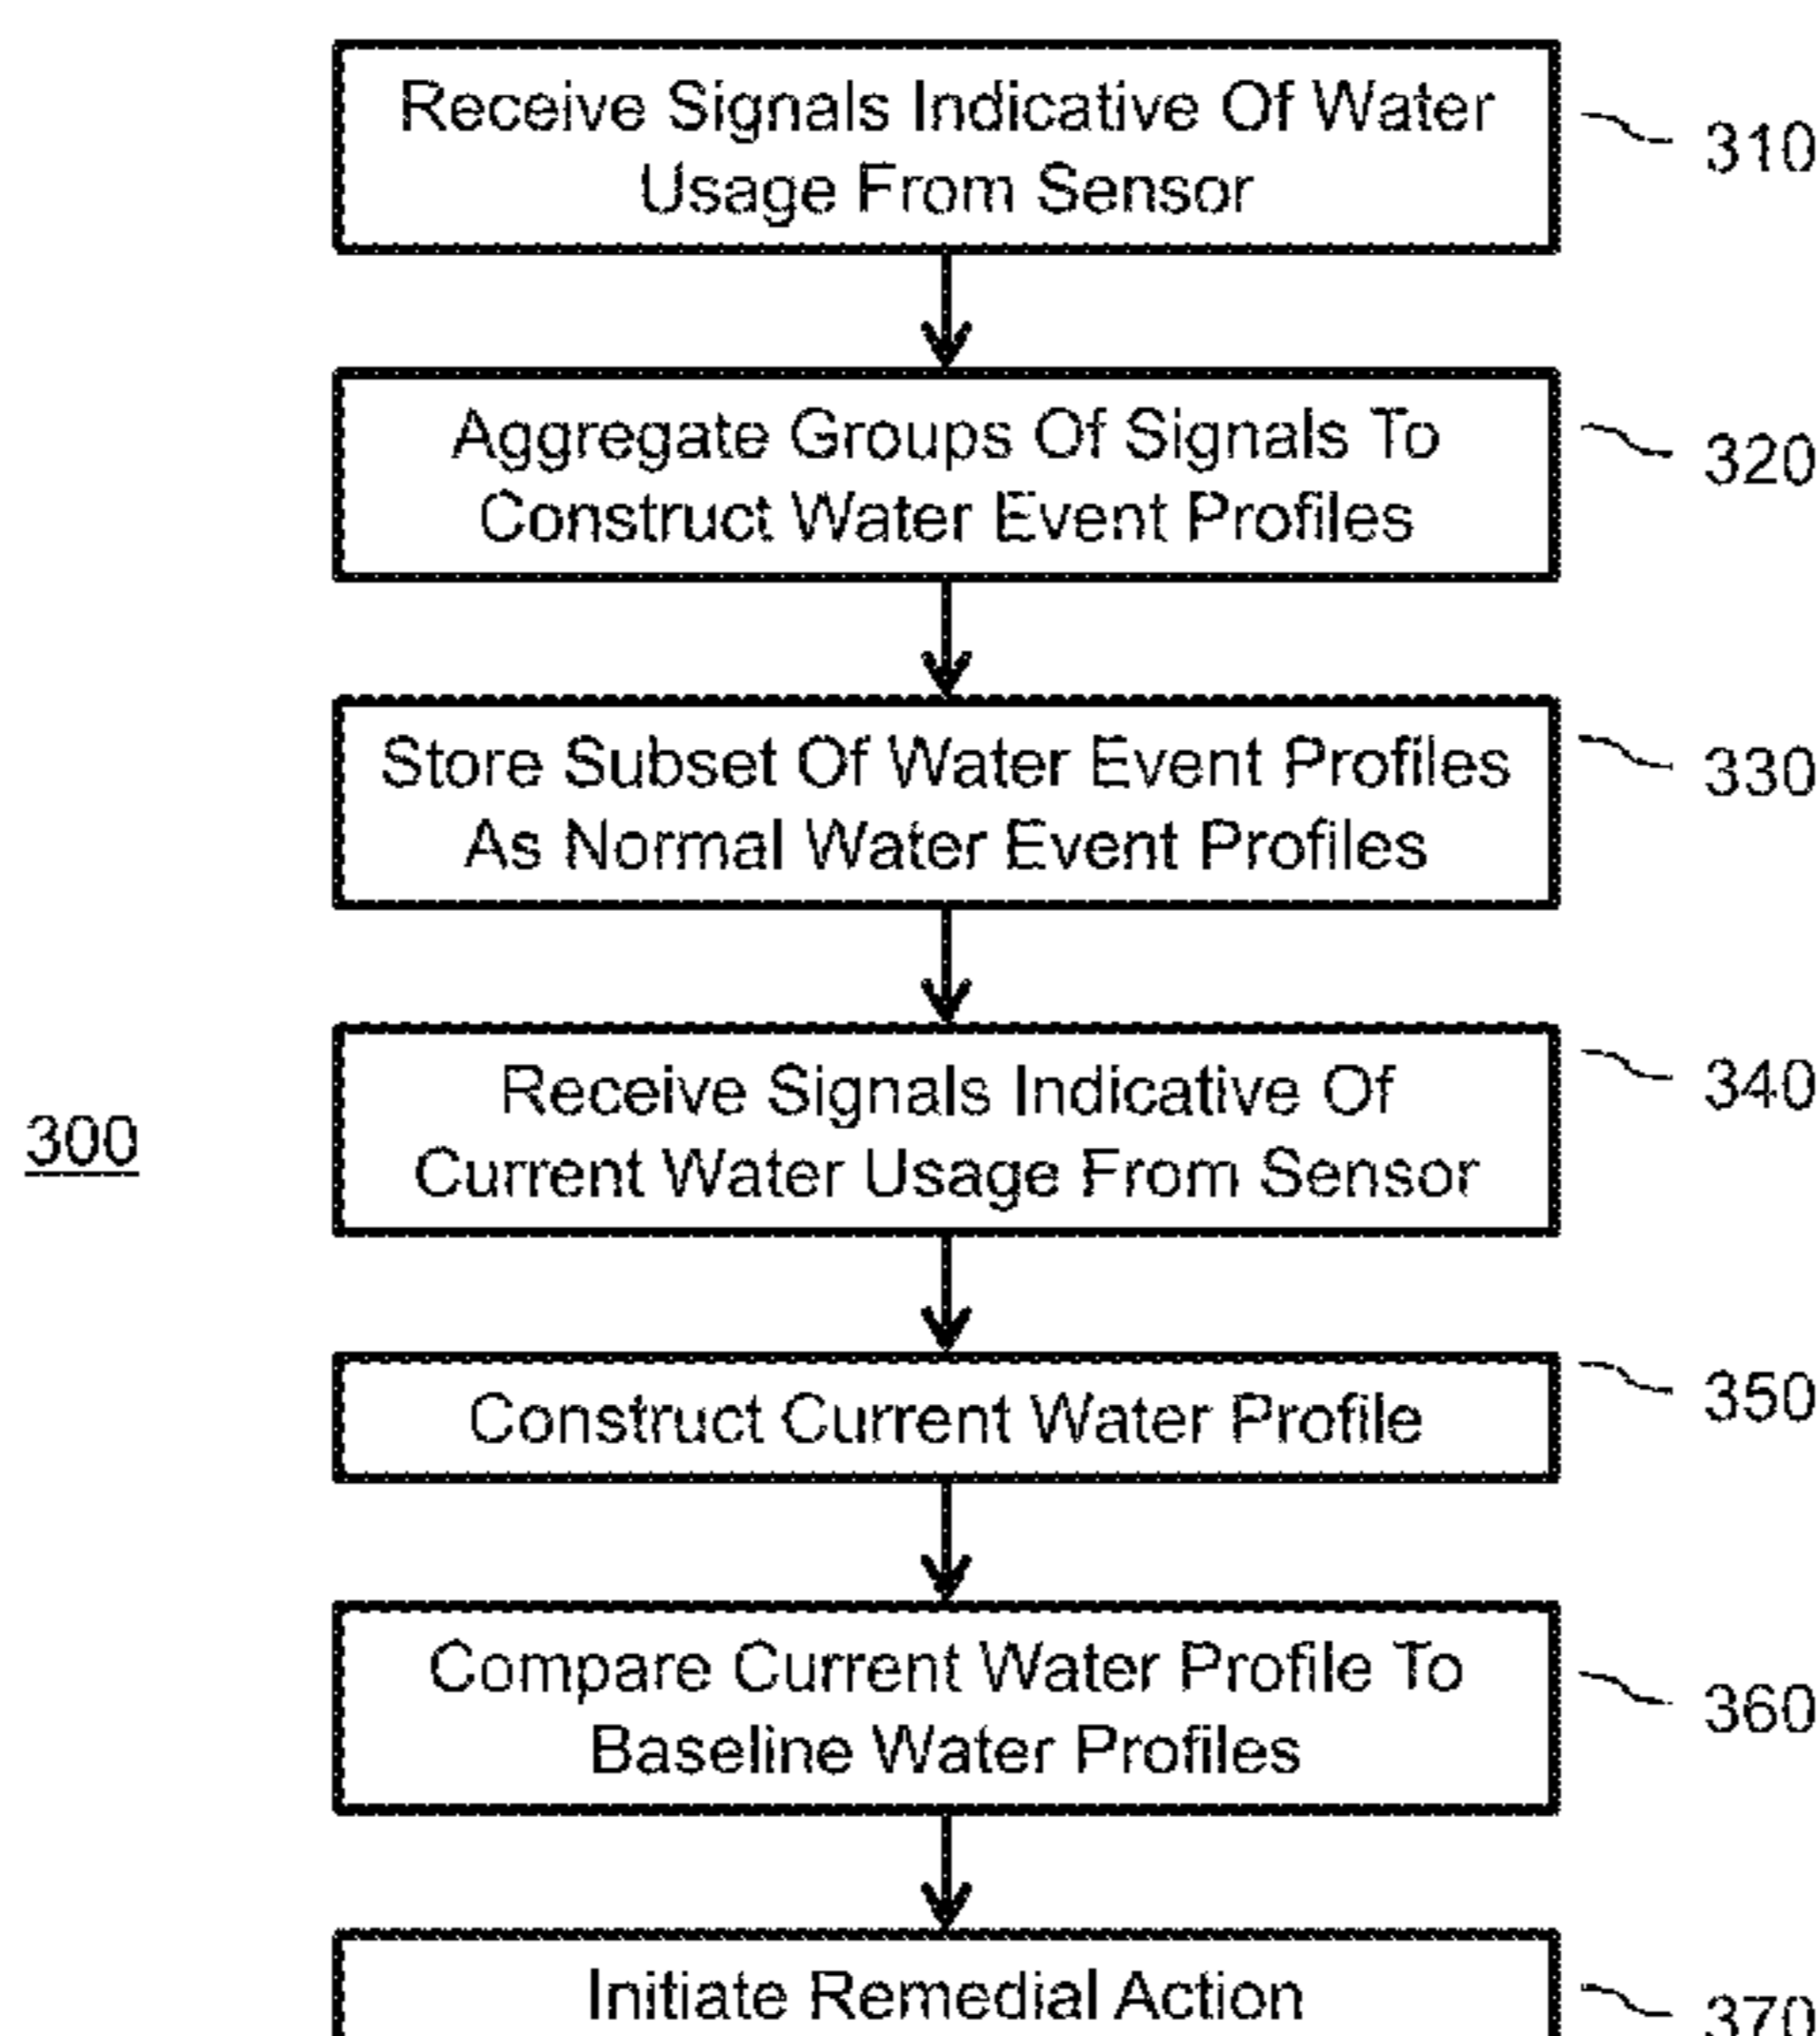 Receive Signals Indicative Of Water
Usage From Sensor
310
Aggregate Groups Of Signals To
Construct Water Event Profiles
320
Store Subset Of Water Event Profiles
As Normal Water Event Profiles
330
Receive Signals Indicative Of
Current Water Usage From Sensor
340
300
Construct Current Water Profile
350
Compare Current Water Profile To
Baseline Water Profiles
360
Initiate Remedial Action
370